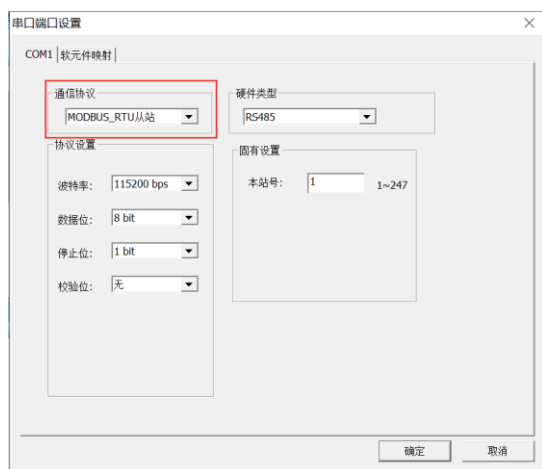 串口端口设置
COM1 软元件映射
通信协议
MODBUS_RTU从站
硬件类型
RS485
协议设置
波特率: 115200 bps
数据位: 8 bit
停止位: 1 bit
校验位: 无
固有设置
本站号: 1 1~247
确定 取消